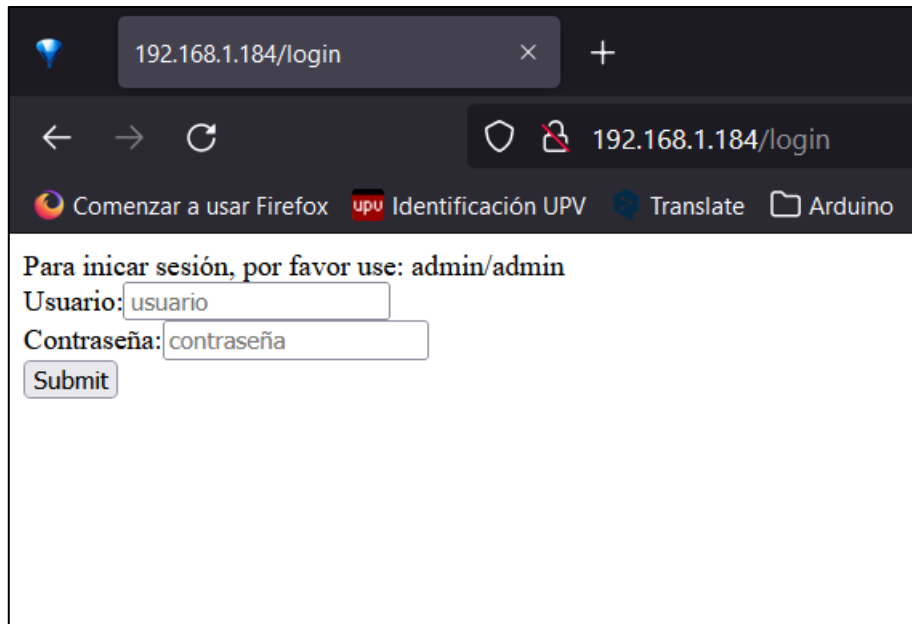 192.168.1.184/login
192.168.1.184/login
Comenzar a usar Firefox upv Identificación UPV Translate Arduino
Para inicar sesión, por favor use: admin/admin
Usuario: usuario
Contraseña: contraseña
Submit